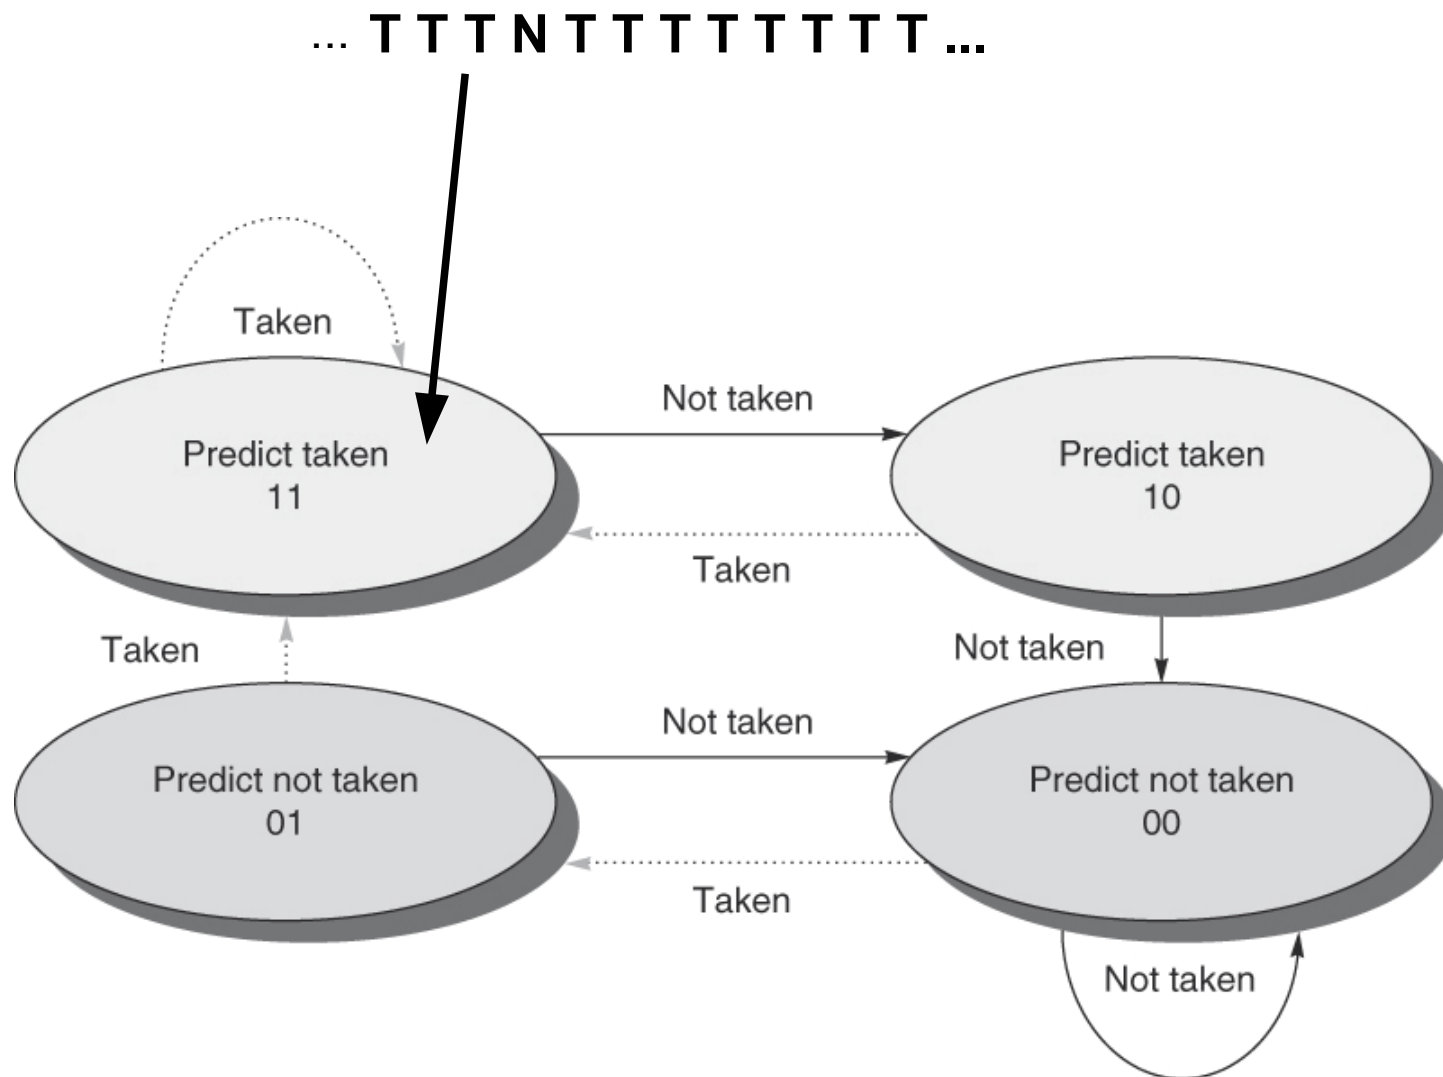 ... T T T N T T T T T T T T ...
Taken
Not taken
Predict taken
11
Predict taken
10
Taken
Taken
Not taken
Not taken
Predict not taken
01
Predict not taken
00
Taken
Not taken